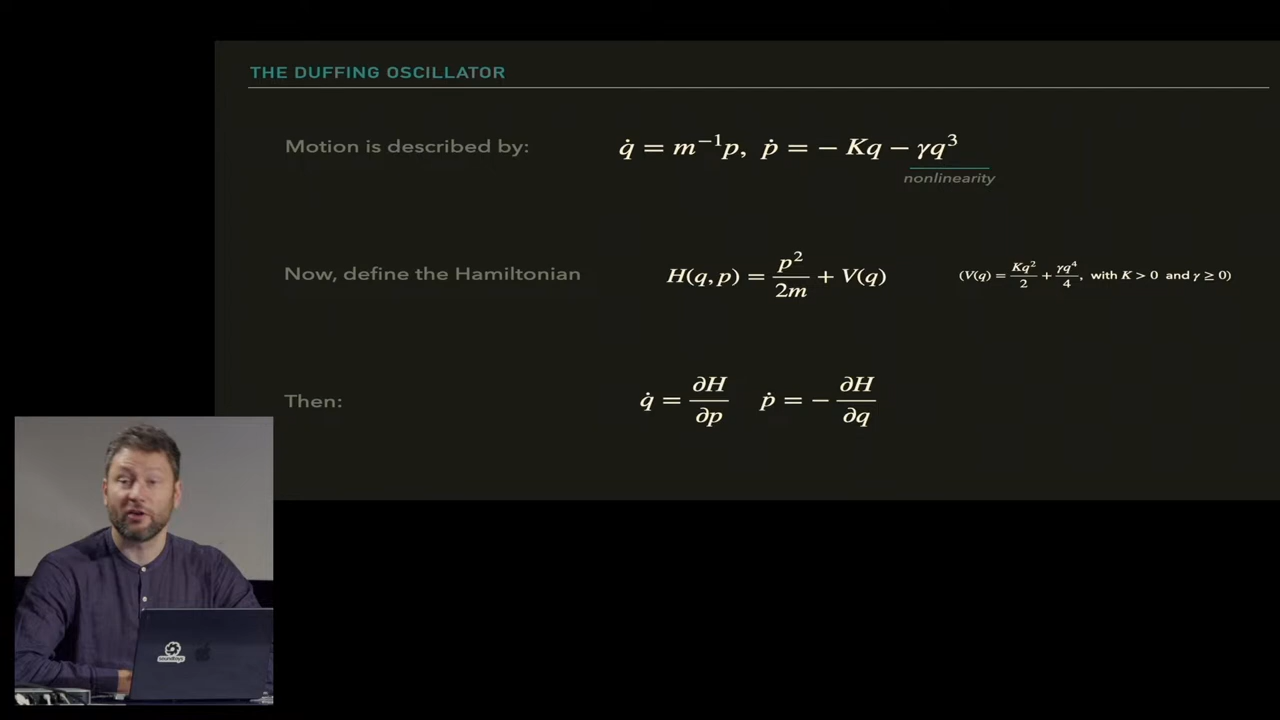 THE DUFFING OSCILLATOR
Motion is described by: q̇ = m⁻¹p, ṗ = − Kq − γq³
nonlinearity
Now, define the Hamiltonian H(q, p) = p²/2m + V(q) (V(q) = Kq²/2 + γq⁴/4, with K > 0 and γ ≥ 0)
Then: q̇ = ∂H/∂p ṗ = − ∂H/∂q
soundtoys